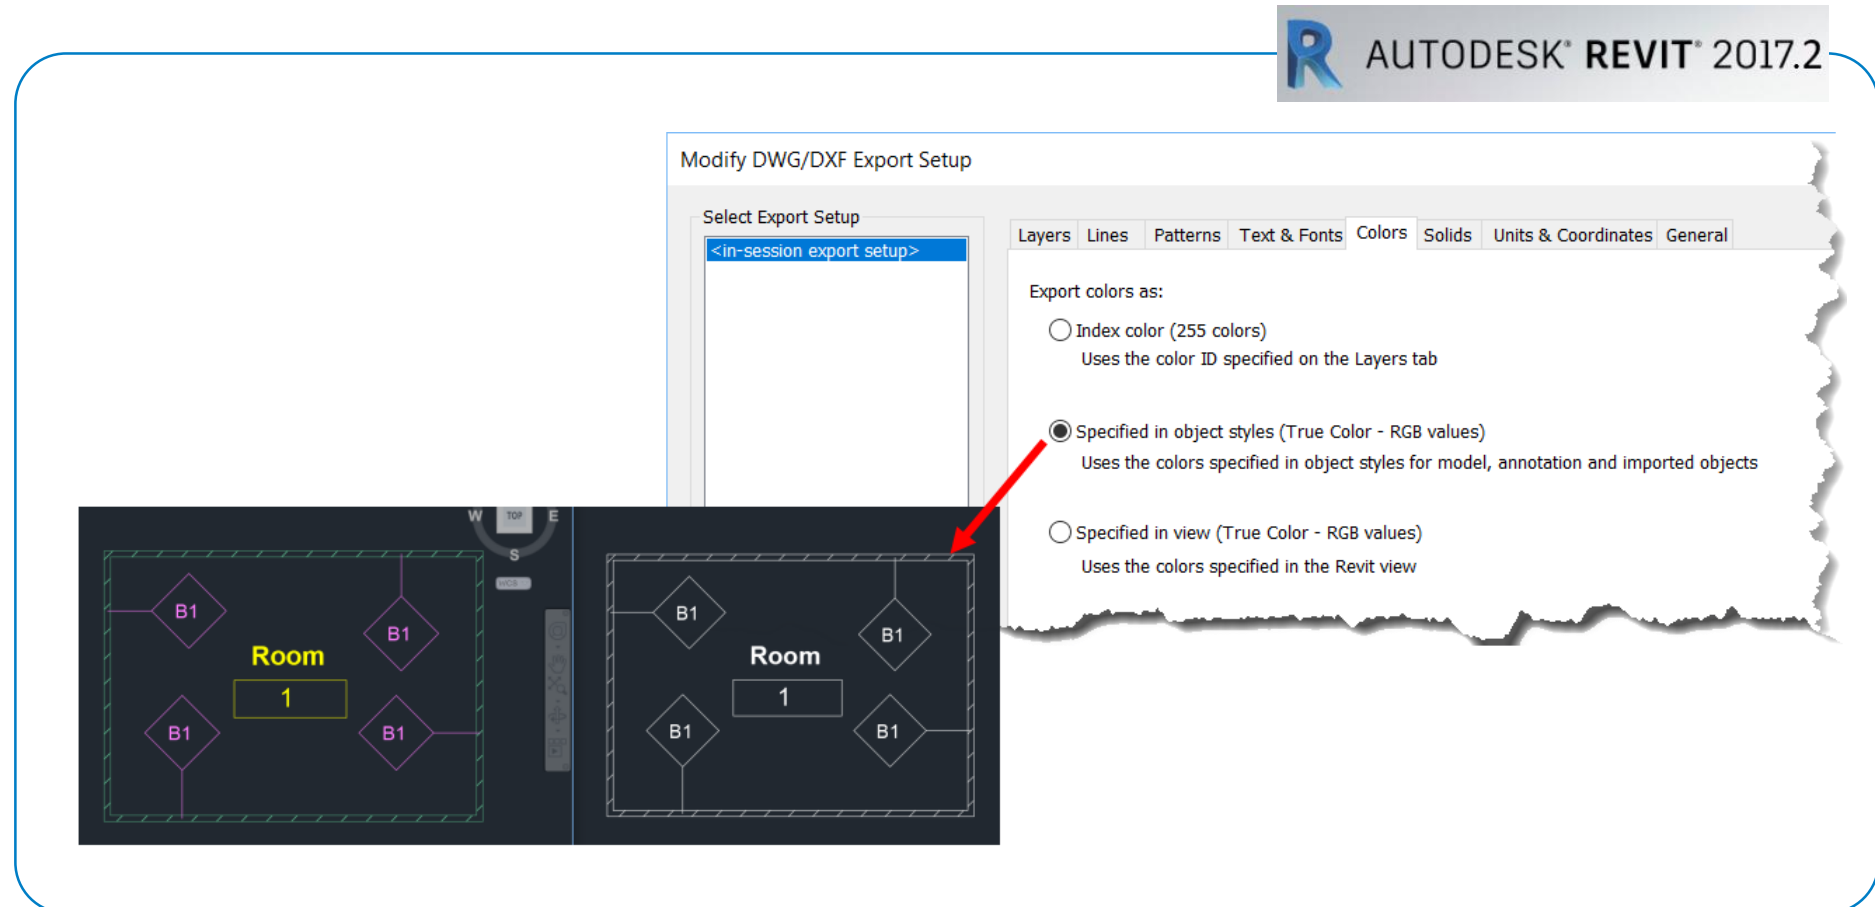 AUTODESK® REVIT® 2017.2
Modify DWG/DXF Export Setup
Select Export Setup
<in-session export setup>
Layers Lines Patterns Text & Fonts Colors Solids Units & Coordinates General
Export colors as:
Index color (255 colors)
Uses the color ID specified on the Layers tab
Specified in object styles (True Color - RGB values)
Uses the colors specified in object styles for model, annotation and imported objects
Specified in view (True Color - RGB values)
Uses the colors specified in the Revit view
W TOP E
S
WCS
B1
B1
Room
1
B1
B1
B1
B1
Room
1
B1
B1